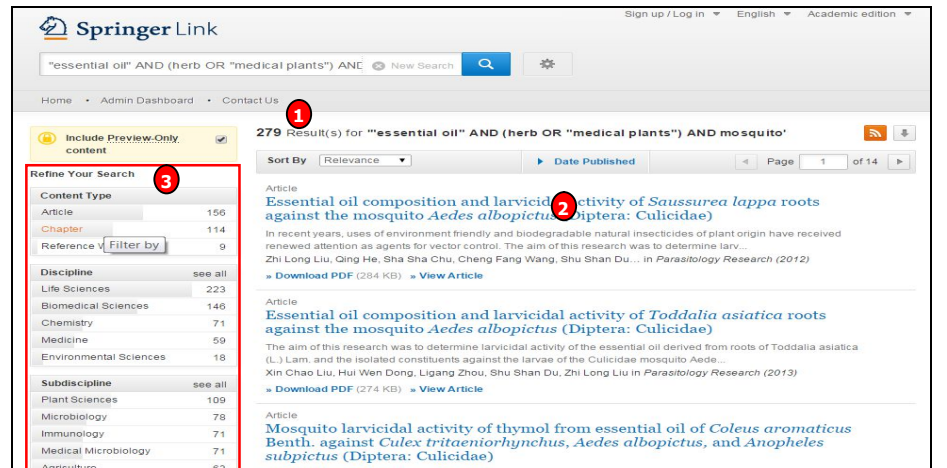 Sign up / Log in English Academic edition
Springer Link
"essential oil" AND (herb OR "medical plants") AND New Search
Home • Admin Dashboard • Contact Us
1
Include Preview-Only content
279 Result(s) for '"essential oil" AND (herb OR "medical plants") AND mosquito'
Sort By Relevance Date Published Page 1 of 14
Refine Your Search
3
Content Type
Article 156
Chapter 114
Reference 9
Filter by
Discipline see all
Life Sciences 223
Biomedical Sciences 146
Chemistry 71
Medicine 59
Environmental Sciences 18
Subdiscipline see all
Plant Sciences 109
Microbiology 78
Immunology 71
Medical Microbiology 71
Agriculture 63
Article
Essential oil composition and larvicidal activity of Saussurea lappa roots
2
against the mosquito Aedes albopictus (Diptera: Culicidae)
In recent years, uses of environment friendly and biodegradable natural insecticides of plant origin have received
renewed attention as agents for vector control. The aim of this research was to determine larv...
Zhi Long Liu, Qing He, Sha Sha Chu, Cheng Fang Wang, Shu Shan Du... in Parasitology Research (2012)
» Download PDF (284 KB) » View Article
Article
Essential oil composition and larvicidal activity of Toddalia asiatica roots
against the mosquito Aedes albopictus (Diptera: Culicidae)
The aim of this research was to determine larvicidal activity of the essential oil derived from roots of Toddalia asiatica
(L.) Lam. and the isolated constituents against the larvae of the Culicidae mosquito Aede...
Xin Chao Liu, Hui Wen Dong, Ligang Zhou, Shu Shan Du, Zhi Long Liu in Parasitology Research (2013)
» Download PDF (274 KB) » View Article
Article
Mosquito larvicidal activity of thymol from essential oil of Coleus aromaticus
Benth. against Culex tritaeniorhynchus, Aedes albopictus, and Anopheles
subpictus (Diptera: Culicidae)